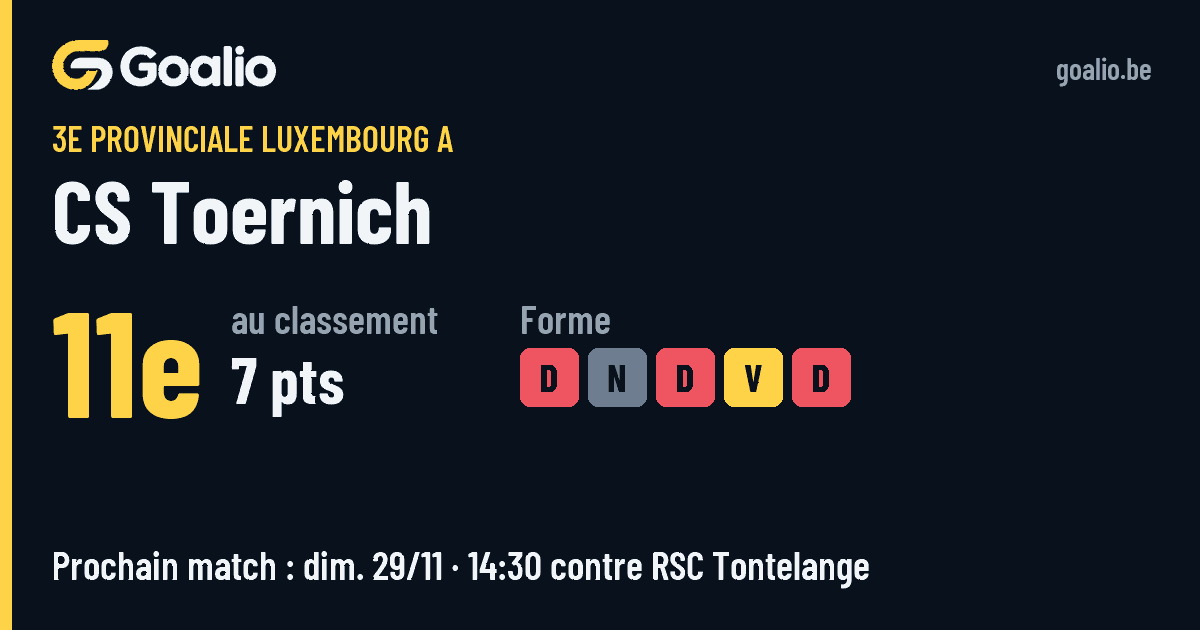 Goalio
goalio.be
3E PROVINCIALE LUXEMBOURG A
CS Toernich
11e
au classement
7 pts
Forme
D N D V D
Prochain match : dim. 29/11 · 14:30 contre RSC Tontelange